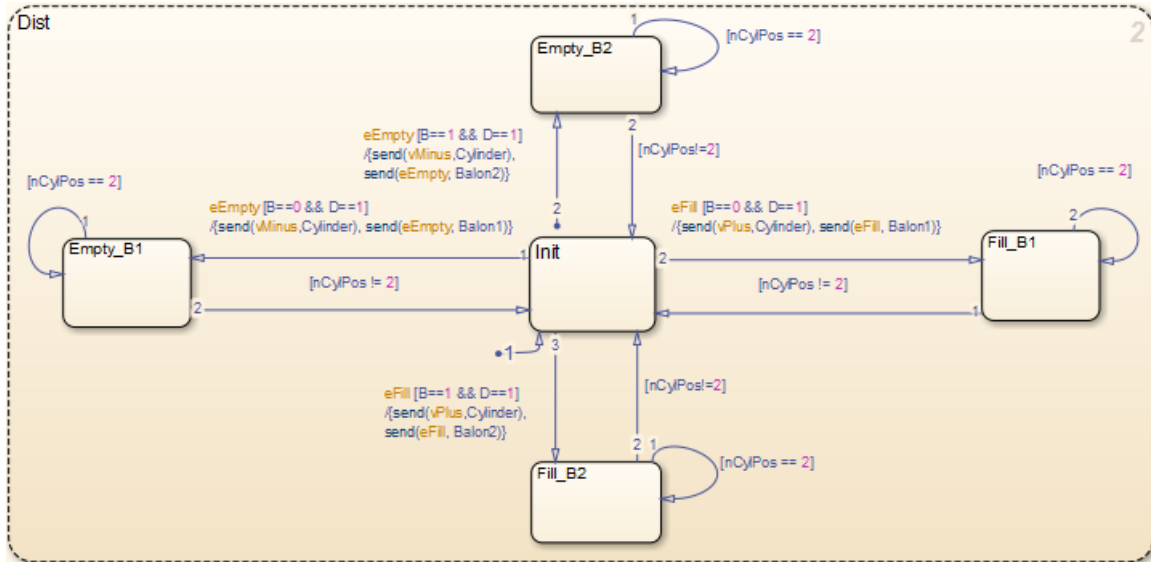 Dist
2
Empty_B2
1
[nCylPos == 2]
eEmpty [B==1 && D==1]
/{send(vMinus,Cylinder),
send(eEmpty, Balon2)}
2
[nCylPos!=2]
2
[nCylPos == 2]
1
Empty_B1
eEmpty [B==0 && D==1]
/{send(vMinus,Cylinder), send(eEmpty, Balon1)}
1
[nCylPos != 2]
2
Init
eFill [B==0 && D==1]
/{send(vPlus,Cylinder), send(eFill, Balon1)}
2
[nCylPos != 2]
1
[nCylPos == 2]
2
Fill_B1
1
3
eFill [B==1 && D==1]
/{send(vPlus,Cylinder),
send(eFill, Balon2)}
[nCylPos!=2]
2
1
[nCylPos == 2]
Fill_B2